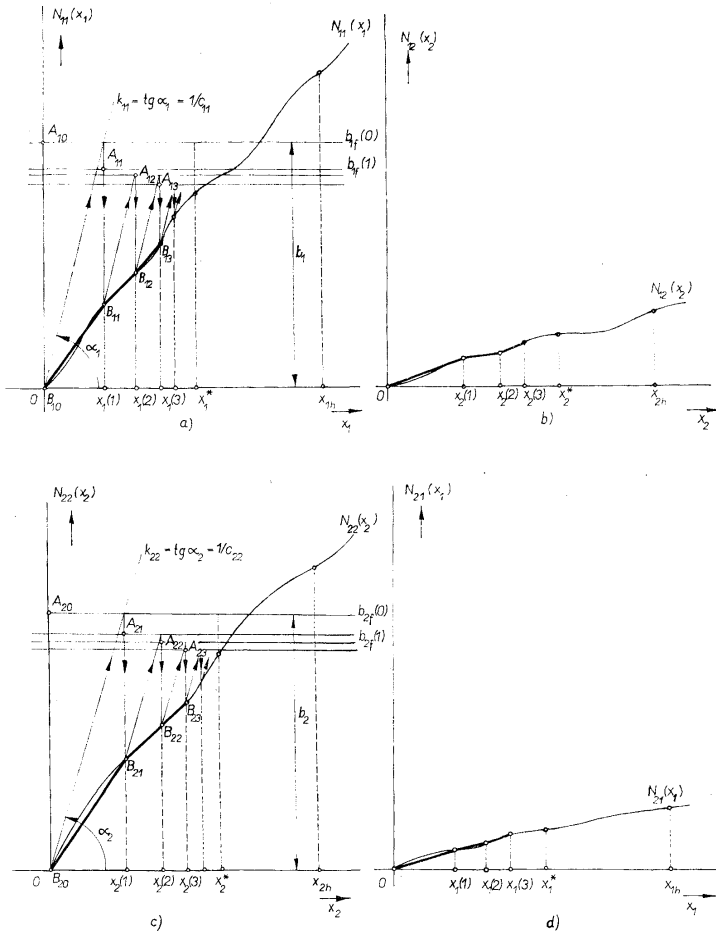 N₁₁(x₁)
N₁₁(x₁)
k₁₁ = tg α₁ = 1/c₁₁
A₁₀
b₁f(0)
A₁₁
b₁f(1)
A₁₂
A₁₃
B₁₃
B₁₂
B₁₁
α₁
0
B₁₀
x₁(1)
x₁(2)
x₁(3)
x₁*
x₁ₕ
x₁
a)
N₁₂(x₂)
N₁₂(x₂)
0
x₂(1)
x₂(2)
x₂(3)
x₂*
x₂ₕ
x₂
b)
N₂₂(x₂)
N₂₂(x₂)
k₂₂ = tg α₂ = 1/c₂₂
A₂₀
b₂f(0)
A₂₁
b₂f(1)
A₂₂
A₂₃
B₂₃
b₂
B₂₂
B₂₁
α₂
0
B₂₀
x₂(1)
x₂(2)
x₂(3)
x₂*
x₂ₕ
x₂
c)
N₂₁(x₁)
N₂₁(x₁)
0
x₁(1)
x₁(2)
x₁(3)
x₁*
x₁ₕ
x₁
d)